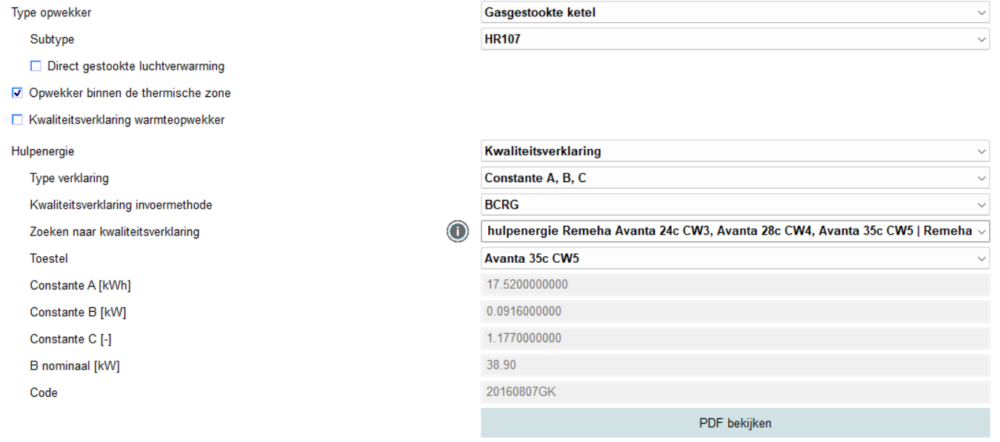 Type opwekker Gasgestookte ketel
Subtype HR107
Direct gestookte luchtverwarming
Opwekker binnen de thermische zone
Kwaliteitsverklaring warmteopwekker
Hulpenergie Kwaliteitsverklaring
Type verklaring Constante A, B, C
Kwaliteitsverklaring invoermethode BCRG
Zoeken naar kwaliteitsverklaring i hulpenergie Remeha Avanta 24c CW3, Avanta 28c CW4, Avanta 35c CW5 | Remeha
Toestel Avanta 35c CW5
Constante A [kWh] 17.5200000000
Constante B [kW] 0.0916000000
Constante C [-] 1.1770000000
B nominaal [kW] 38.90
Code 20160807GK
PDF bekijken